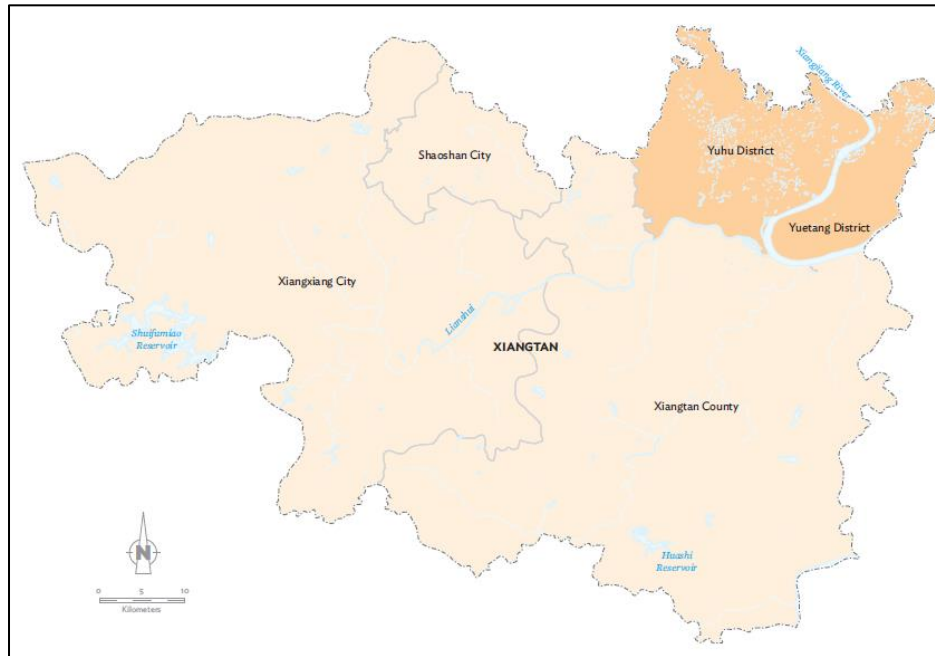 Xiangjiang River
Yuhu District
Shaoshan City
Yuetang District
Xiangxiang City
Lianshui
Shuifumiao
Reservoir
XIANGTAN
Xiangtan County
Huashi
Reservoir
N
0 5 10
Kilometers